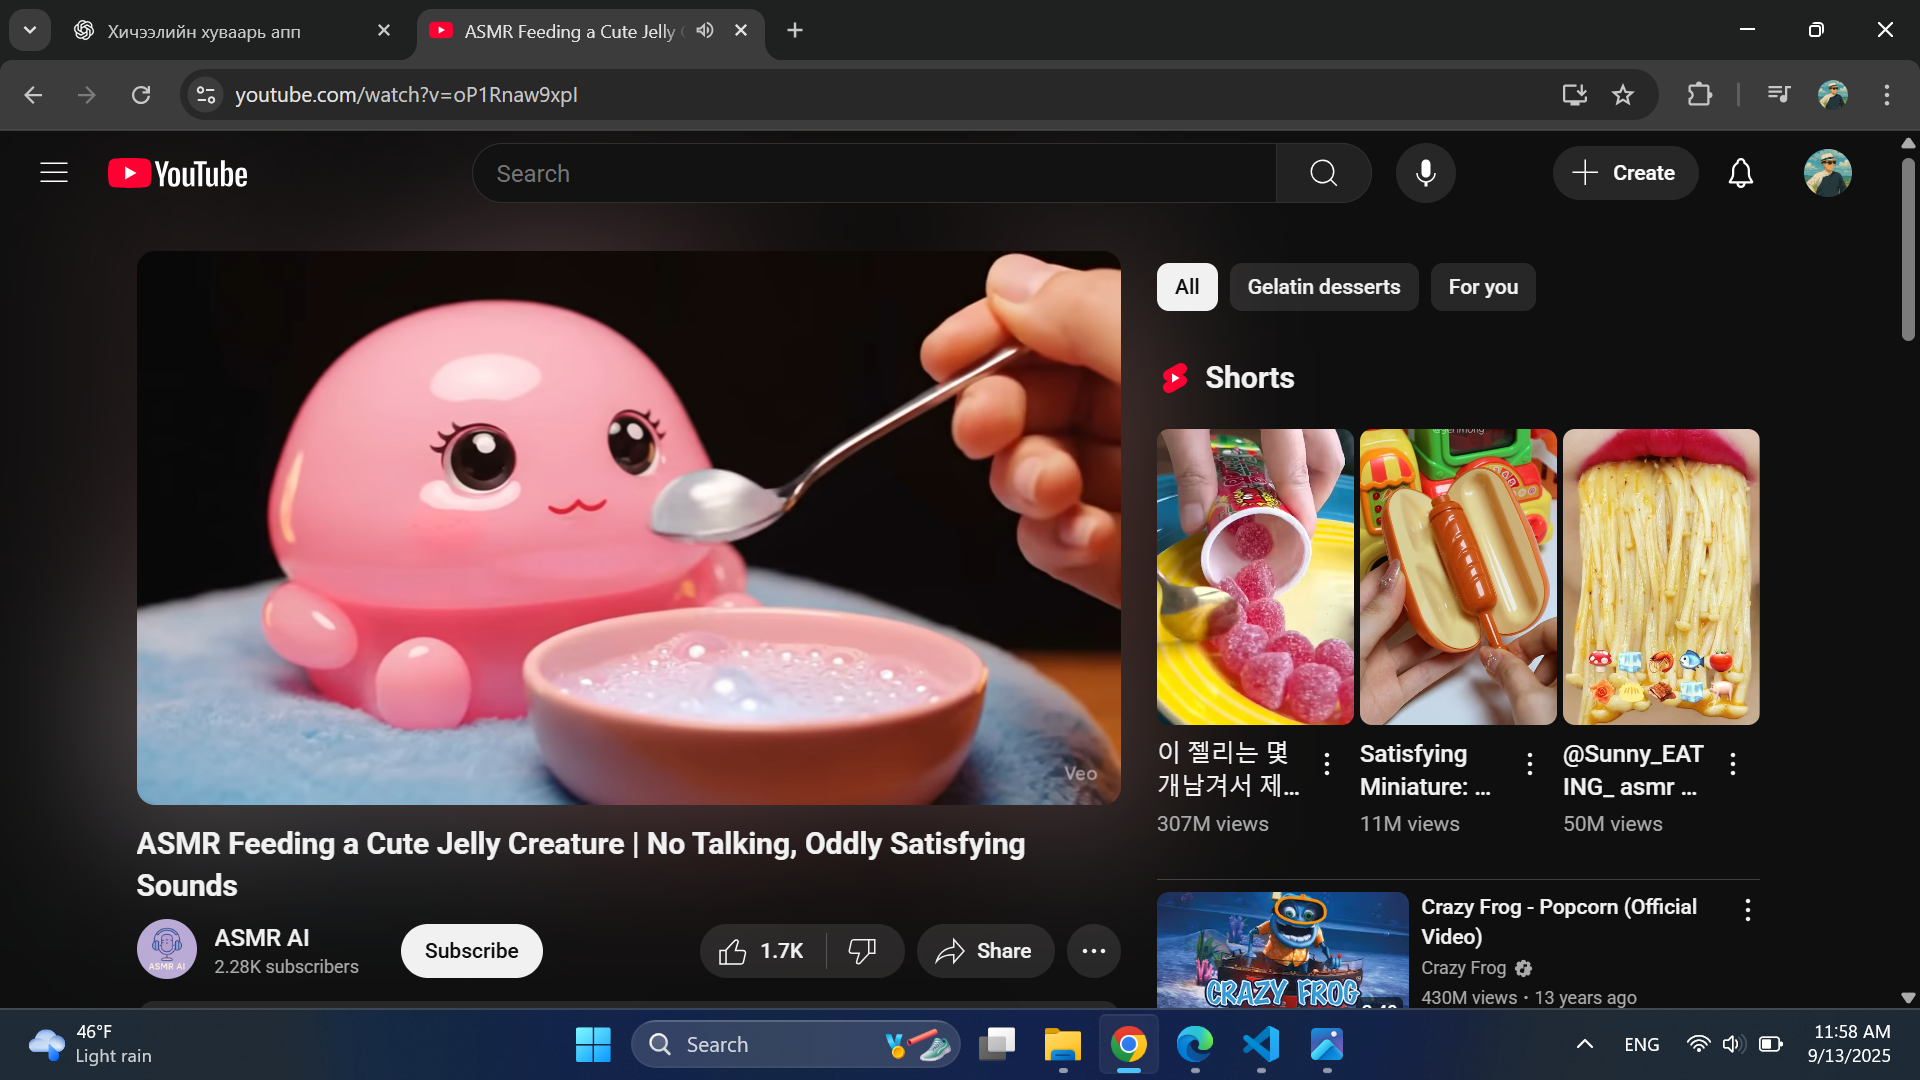 Хичээлийн хуваарь апп
ASMR Feeding a Cute Jelly
youtube.com/watch?v=oP1Rnaw9xpI
YouTube
Search
Create
All
Gelatin desserts
For you
Shorts
Veo
이 젤리는 몇
개남겨서 제...
307M views
Satisfying
Miniature: ...
11M views
@Sunny_EAT
ING_ asmr ...
50M views
ASMR Feeding a Cute Jelly Creature | No Talking, Oddly Satisfying
Sounds
ASMR AI
ASMR AI
2.28K subscribers
Subscribe
1.7K
Share
CRAZY FROG
Crazy Frog - Popcorn (Official
Video)
Crazy Frog
430M views • 13 years ago
46°F
Light rain
Search
ENG
11:58 AM
9/13/2025